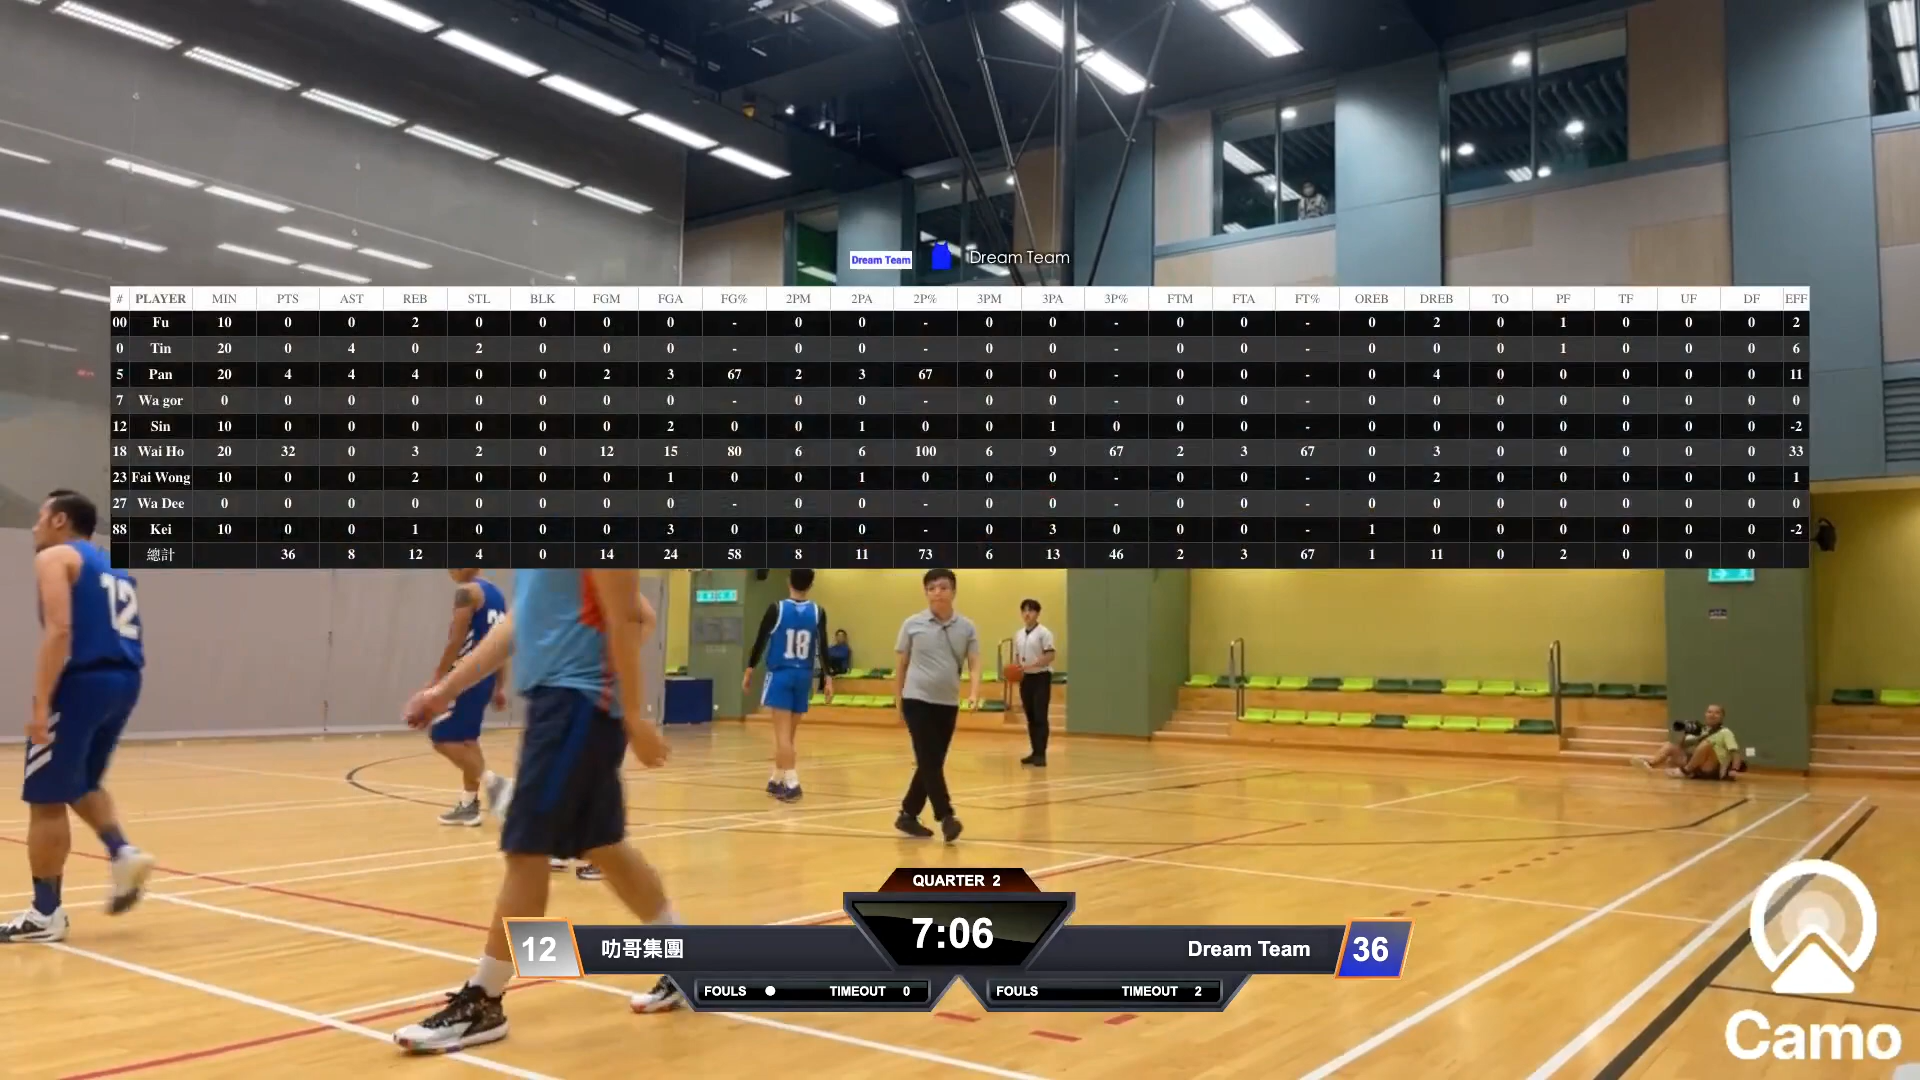 Dream Team Dream Team
# PLAYER MIN PTS AST REB STL BLK FGM FGA FG% 2PM 2PA 2P% 3PM 3PA 3P% FTM FTA FT% OREB DREB TO PF TF UF DF EFF
00 Fu 10 0 0 2 0 0 0 0 - 0 0 - 0 0 - 0 0 - 0 2 0 1 0 0 0 2
0 Tin 20 0 4 0 2 0 0 0 - 0 0 - 0 0 - 0 0 - 0 0 0 1 0 0 0 6
5 Pan 20 4 4 4 0 0 2 3 67 2 3 67 0 0 - 0 0 - 0 4 0 0 0 0 0 11
7 Wa gor 0 0 0 0 0 0 0 0 - 0 0 - 0 0 - 0 0 - 0 0 0 0 0 0 0 0
12 Sin 10 0 0 0 0 0 0 2 0 0 1 0 0 1 0 0 0 - 0 0 0 0 0 0 0 -2
18 Wai Ho 20 32 0 3 2 0 12 15 80 6 6 100 6 9 67 2 3 67 0 3 0 0 0 0 0 33
23 Fai Wong 10 0 0 2 0 0 0 1 0 0 1 0 0 0 - 0 0 - 0 2 0 0 0 0 0 1
27 Wa Dee 0 0 0 0 0 0 0 0 - 0 0 - 0 0 - 0 0 - 0 0 0 0 0 0 0 0
88 Kei 10 0 0 1 0 0 0 3 0 0 0 - 0 3 0 0 0 - 1 0 0 0 0 0 0 -2
總計 36 8 12 4 0 14 24 58 8 11 73 6 13 46 2 3 67 1 11 0 2 0 0 0
12
18
QUARTER 2
7:06
12 叻哥集團
Dream Team 36
FOULS TIMEOUT 0
FOULS TIMEOUT 2
Camo